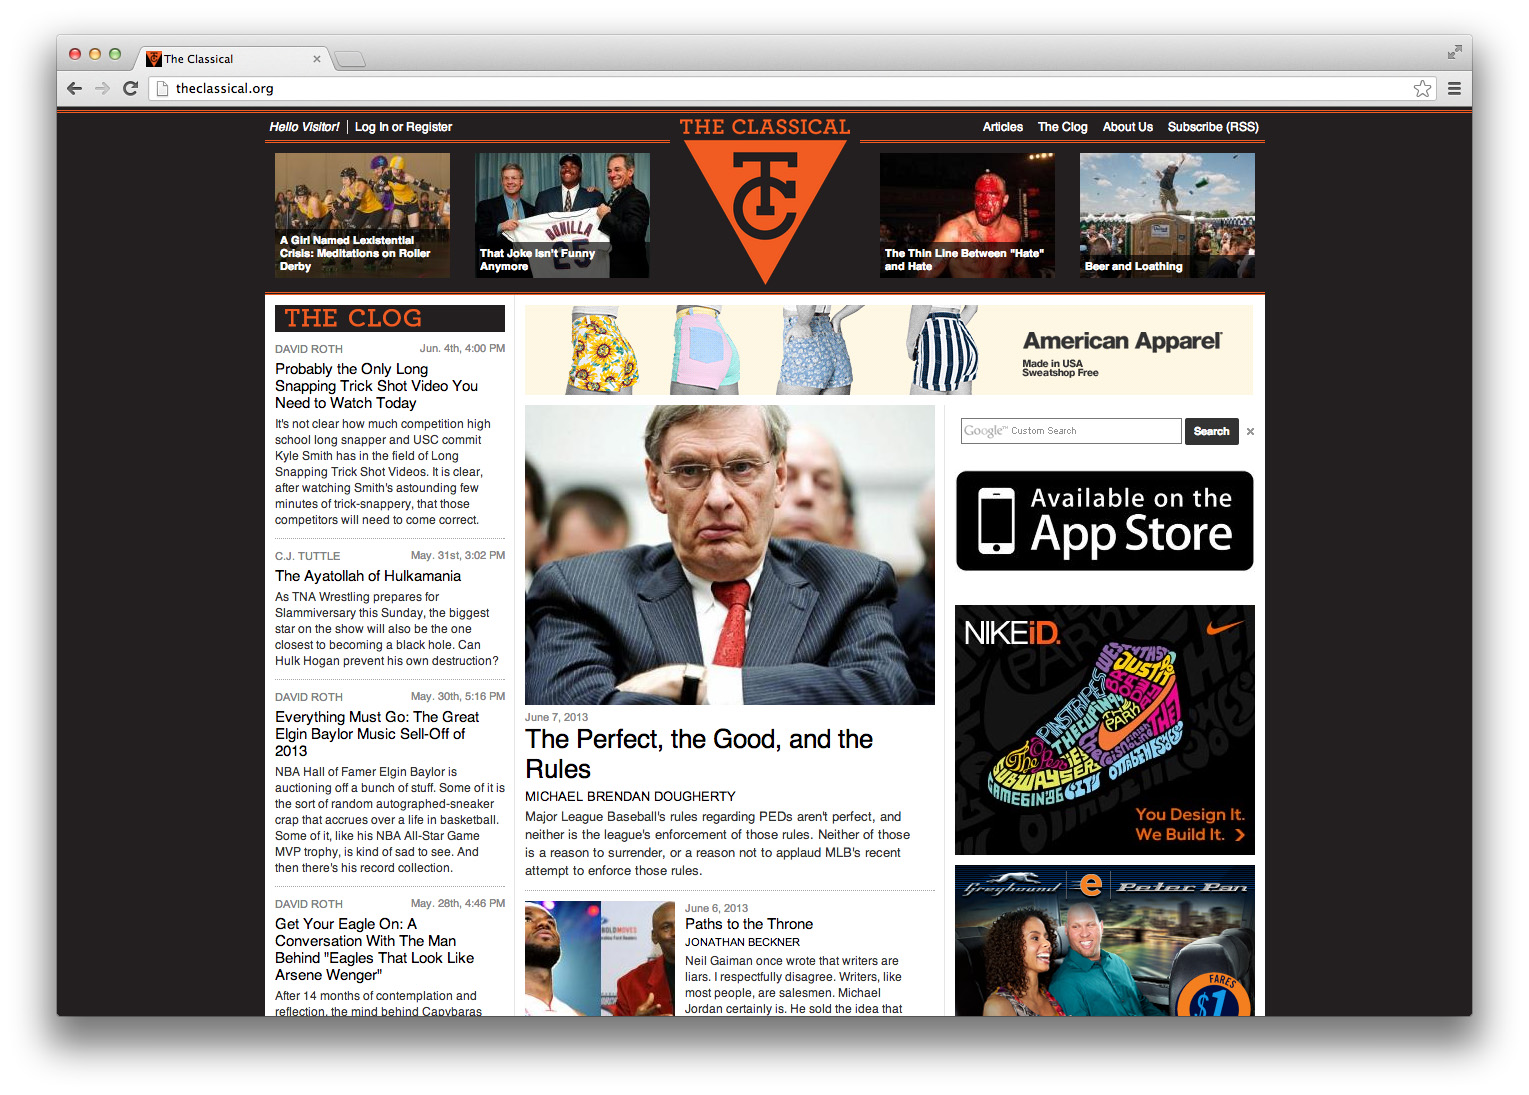 The Classical
theclassical.org
Hello Visitor! | Log In or Register
THE CLASSICAL
Articles The Clog About Us Subscribe (RSS)
TC
A Girl Named Lexistential
Crisis: Meditations on Roller
Derby
BONILLA
25
That Joke Isn't Funny
Anymore
The Thin Line Between "Hate"
and Hate
Beer and Loathing
THE CLOG
DAVID ROTH Jun. 4th, 4:00 PM
Probably the Only Long
Snapping Trick Shot Video You
Need to Watch Today
It's not clear how much competition high
school long snapper and USC commit
Kyle Smith has in the field of Long
Snapping Trick Shot Videos. It is clear,
after watching Smith's astounding few
minutes of trick-snappery, that those
competitors will need to come correct.
C.J. TUTTLE May. 31st, 3:02 PM
The Ayatollah of Hulkamania
As TNA Wrestling prepares for
Slammiversary this Sunday, the biggest
star on the show will also be the one
closest to becoming a black hole. Can
Hulk Hogan prevent his own destruction?
DAVID ROTH May. 30th, 5:16 PM
Everything Must Go: The Great
Elgin Baylor Music Sell-Off of
2013
NBA Hall of Famer Elgin Baylor is
auctioning off a bunch of stuff. Some of it is
the sort of random autographed-sneaker
crap that accrues over a life in basketball.
Some of it, like his NBA All-Star Game
MVP trophy, is kind of sad to see. And
then there's his record collection.
DAVID ROTH May. 28th, 4:46 PM
Get Your Eagle On: A
Conversation With The Man
Behind "Eagles That Look Like
Arsene Wenger"
After 14 months of contemplation and
reflection, the mind behind Capybaras
American Apparel
Made in USA
Sweatshop Free
June 7, 2013
The Perfect, the Good, and the
Rules
MICHAEL BRENDAN DOUGHERTY
Major League Baseball's rules regarding PEDs aren't perfect, and
neither is the league's enforcement of those rules. Neither of those
is a reason to surrender, or a reason not to applaud MLB's recent
attempt to enforce those rules.
June 6, 2013
Paths to the Throne
JONATHAN BECKNER
Neil Gaiman once wrote that writers are
liars. I respectfully disagree. Writers, like
most people, are salesmen. Michael
Jordan certainly is. He sold the idea that
Google™ Custom Search
Search
Available on the
App Store
NIKEiD.
PINSTRIPES
THE PARK
SUBWAY SERIES
GAME6IN'96
CITY
You Design It.
We Build It.
Greyhound e Peter Pan
FARES
$1